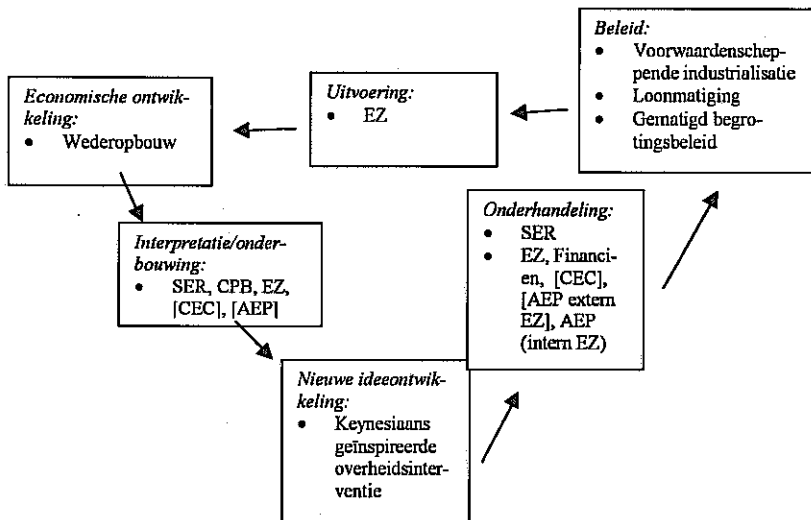 Beleid:
• Voorwaardenschep-
pende industrialisatie
• Loonmatiging
• Gematigd begro-
tingsbeleid
Uitvoering:
• EZ
Economische ontwik-
keling:
• Wederopbouw
Interpretatie/onder-
bouwing:
• SER, CPB, EZ,
[CEC], [AEP]
Nieuwe ideeontwik-
keling:
• Keynesiaans
geïnspireerde
overheidsinter-
ventie
Onderhandeling:
• SER
• EZ, Financi-
en, [CEC],
[AEP extern
EZ], AEP
(intern EZ)